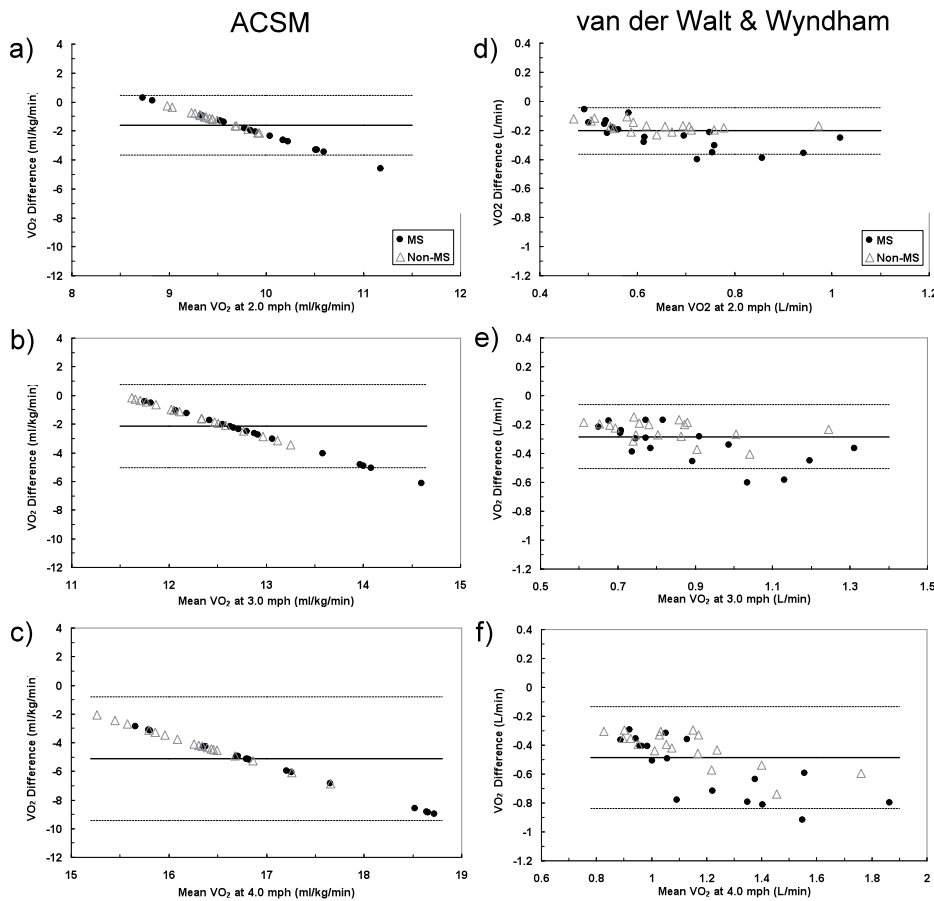 ACSM
van der Walt & Wyndham
a)
4
2
0
-2
-4
-6
-8
-10
-12
VO₂ Difference (ml/kg/min)
MS
Non-MS
8 9 10 11 12
Mean VO₂ at 2.0 mph (ml/kg/min)
d)
0.4
0.2
0
-0.2
-0.4
-0.6
-0.8
-1
-1.2
VO2 Difference (L/min)
MS
Non-MS
0.4 0.6 0.8 1 1.2
Mean VO2 at 2.0 mph (L/min)
b)
4
2
0
-2
-4
-6
-8
-10
-12
VO₂ Difference (ml/kg/min)
11 12 13 14 15
Mean VO₂ at 3.0 mph (ml/kg/min)
e)
0.4
0.2
0
-0.2
-0.4
-0.6
-0.8
-1
-1.2
VO₂ Difference (L/min)
0.5 0.7 0.9 1.1 1.3 1.5
Mean VO₂ at 3.0 mph (L/min)
c)
4
2
0
-2
-4
-6
-8
-10
-12
VO₂ Difference (ml/kg/min)
15 16 17 18 19
Mean VO₂ at 4.0 mph (ml/kg/min)
f)
0.4
0.2
0
-0.2
-0.4
-0.6
-0.8
-1
-1.2
VO₂ Difference (L/min)
0.6 0.8 1 1.2 1.4 1.6 1.8 2
Mean VO₂ at 4.0 mph (L/min)